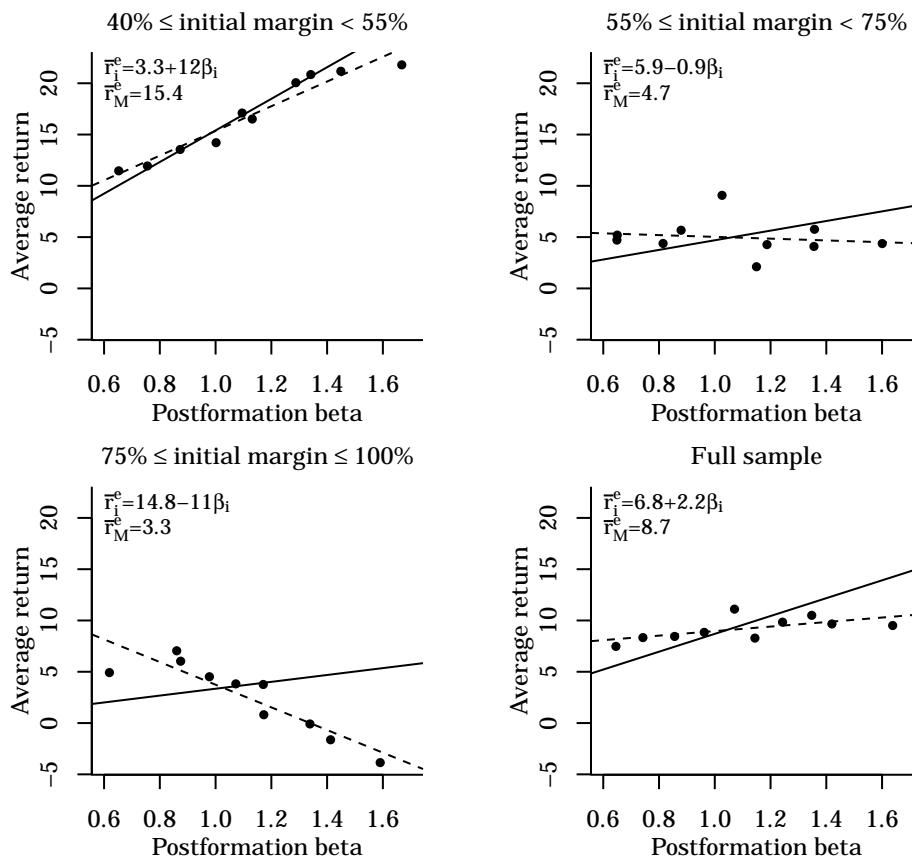 40% ≤ initial margin < 55%
r̅ᵢᵉ=3.3+12βᵢ
r̅_Mᵉ=15.4
Average return
−5 0 5 10 15 20
0.6 0.8 1.0 1.2 1.4 1.6
Postformation beta
55% ≤ initial margin < 75%
r̅ᵢᵉ=5.9−0.9βᵢ
r̅_Mᵉ=4.7
Average return
−5 0 5 10 15 20
0.6 0.8 1.0 1.2 1.4 1.6
Postformation beta
75% ≤ initial margin ≤ 100%
r̅ᵢᵉ=14.8−11βᵢ
r̅_Mᵉ=3.3
Average return
−5 0 5 10 15 20
0.6 0.8 1.0 1.2 1.4 1.6
Postformation beta
Full sample
r̅ᵢᵉ=6.8+2.2βᵢ
r̅_Mᵉ=8.7
Average return
−5 0 5 10 15 20
0.6 0.8 1.0 1.2 1.4 1.6
Postformation beta